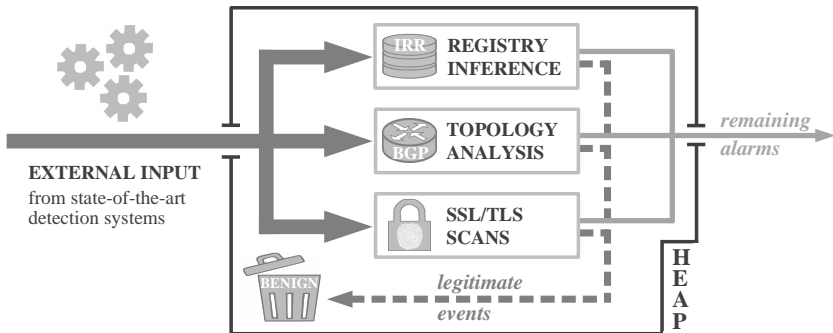 IRR
REGISTRY
INFERENCE
BGP
TOPOLOGY
ANALYSIS
SSL/TLS
SCANS
EXTERNAL INPUT
from state-of-the-art
detection systems
remaining
alarms
BENIGN
legitimate
events
HEAP